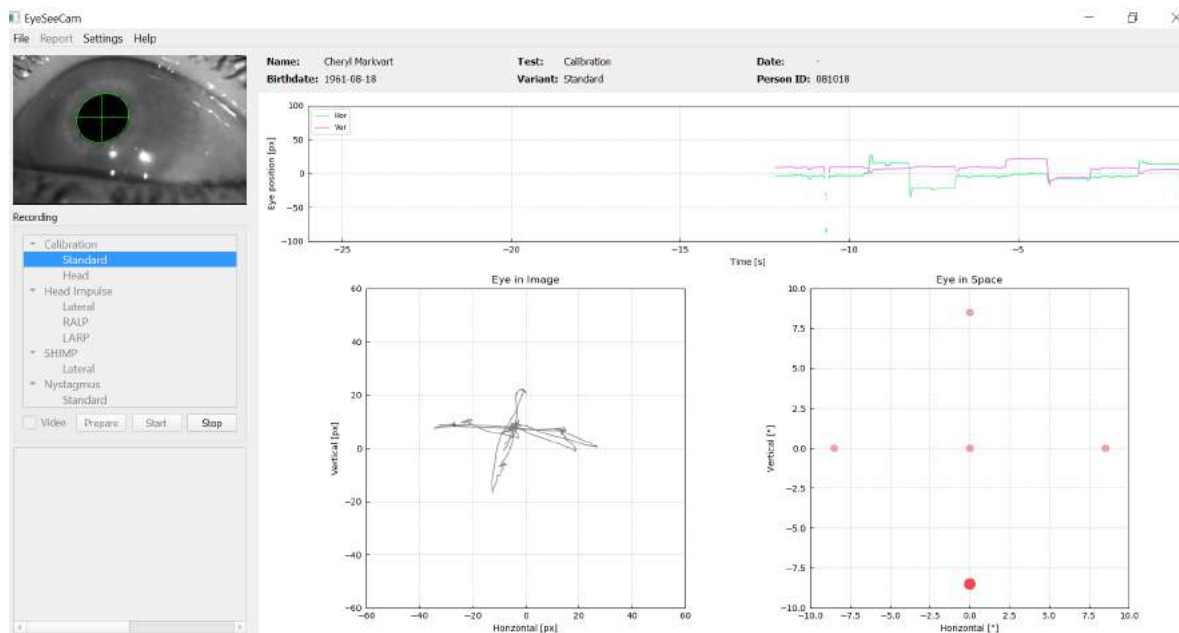 EyeSeeCam
File Report Settings Help
Name: Cheryl Markvart Test: Calibration Date: -
Birthdate: 1961-08-18 Variant: Standard Person ID: 081018
Recording
Calibration
Standard
Head
Head Impulse
Lateral
RALP
LARP
SHIMP
Lateral
Nystagmus
Standard
Video Prepare Start Stop
Eye position [px]
100
50
0
−50
−100
Hor
Ver
−25 −20 −15 −10 −5
Time [s]
Eye in Image
Vertical [px]
60
40
20
0
−20
−40
−60
−60 −40 −20 0 20 40 60
Horizontal [px]
Eye in Space
Vertical [°]
10.0
7.5
5.0
2.5
0.0
−2.5
−5.0
−7.5
−10.0
−10.0 −7.5 −5.0 −2.5 0.0 2.5 5.0 7.5 10.0
Horizontal [°]